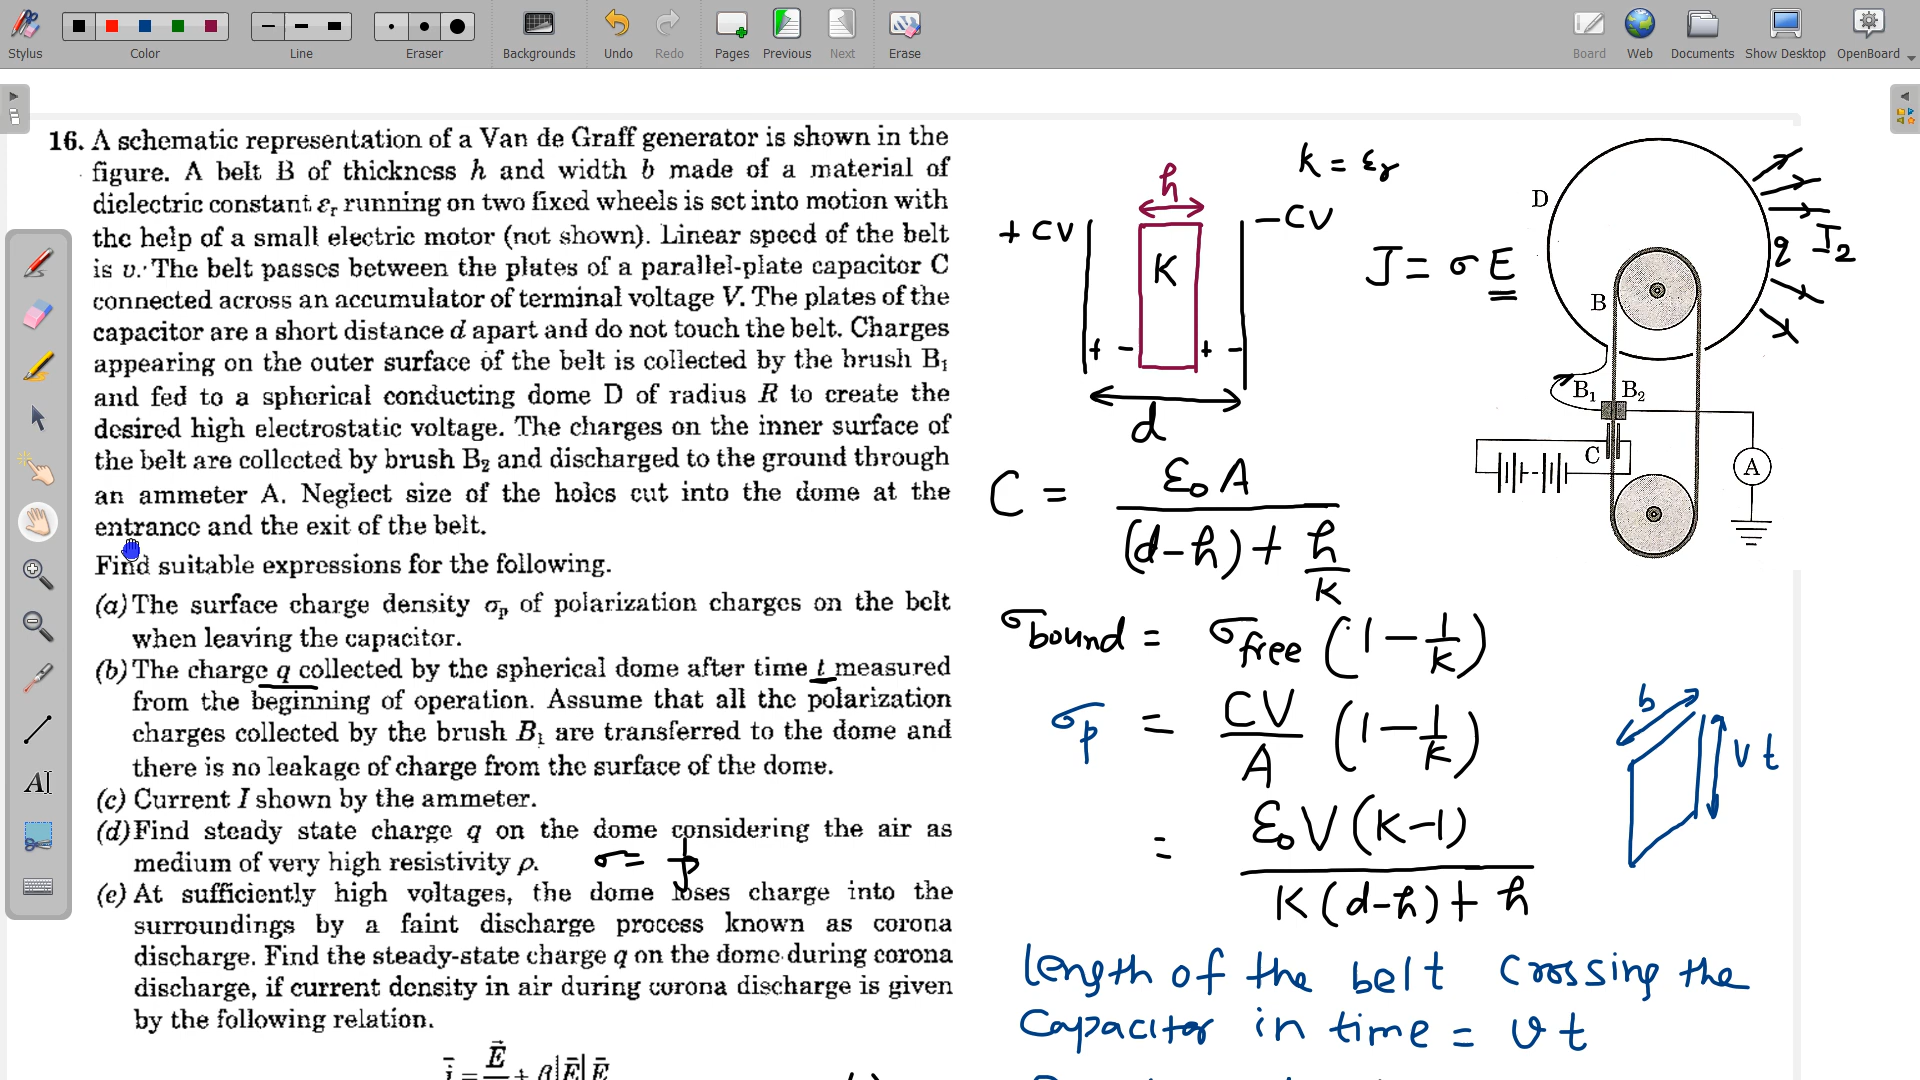 Stylus Color Line Eraser Backgrounds Undo Redo Pages Previous Next Erase Board Web Documents Show Desktop OpenBoard
16. A schematic representation of a Van de Graff generator is shown in the
figure. A belt B of thickness h and width b made of a material of
dielectric constant εr running on two fixed wheels is set into motion with
the help of a small electric motor (not shown). Linear speed of the belt
is v. The belt passes between the plates of a parallel-plate capacitor C
connected across an accumulator of terminal voltage V. The plates of the
capacitor are a short distance d apart and do not touch the belt. Charges
appearing on the outer surface of the belt is collected by the brush B₁
and fed to a spherical conducting dome D of radius R to create the
desired high electrostatic voltage. The charges on the inner surface of
the belt are collected by brush B₂ and discharged to the ground through
an ammeter A. Neglect size of the holes cut into the dome at the
entrance and the exit of the belt.
Find suitable expressions for the following.
(a) The surface charge density σp of polarization charges on the belt
when leaving the capacitor.
(b) The charge q collected by the spherical dome after time t measured
from the beginning of operation. Assume that all the polarization
charges collected by the brush B₁ are transferred to the dome and
there is no leakage of charge from the surface of the dome.
(c) Current I shown by the ammeter.
(d) Find steady state charge q on the dome considering the air as
medium of very high resistivity ρ.
σ = 1/ρ
(e) At sufficiently high voltages, the dome loses charge into the
surroundings by a faint discharge process known as corona
discharge. Find the steady-state charge q on the dome during corona
discharge, if current density in air during corona discharge is given
by the following relation.
h
K = εr
+CV
-CV
K
J = σ E
+ - + -
d
D
q I2
B
B₁ B₂
C
A
C = ε0 A / ((d-h) + h/K)
σbound = σfree (1 - 1/K)
σp = CV/A (1 - 1/K)
= ε0 V (K-1) / (K(d-h) + h)
b
vt
length of the belt crossing the
capacitor in time = vt